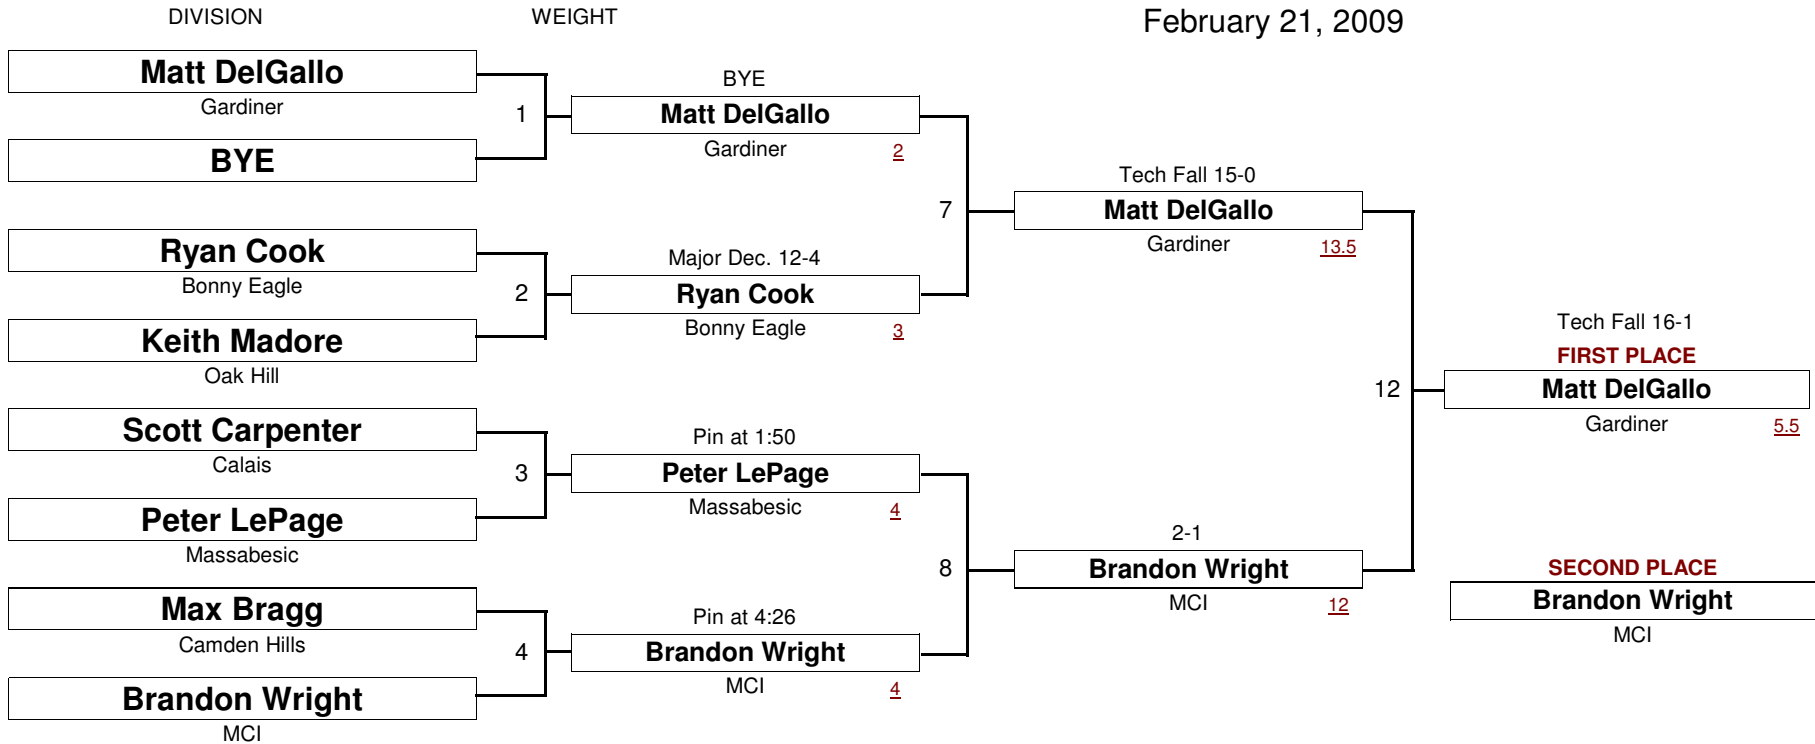 DIVISION
WEIGHT
February 21, 2009
Matt DelGallo
Gardiner
1
BYE
Ryan Cook
Bonny Eagle
2
Keith Madore
Oak Hill
Scott Carpenter
Calais
3
Peter LePage
Massabesic
Max Bragg
Camden Hills
4
Brandon Wright
MCI
BYE
Matt DelGallo
Gardiner 2
7
Major Dec. 12-4
Ryan Cook
Bonny Eagle 3
Pin at 1:50
Peter LePage
Massabesic 4
8
Pin at 4:26
Brandon Wright
MCI 4
Tech Fall 15-0
Matt DelGallo
Gardiner 13.5
12
2-1
Brandon Wright
MCI 12
Tech Fall 16-1
FIRST PLACE
Matt DelGallo
Gardiner 5.5
SECOND PLACE
Brandon Wright
MCI